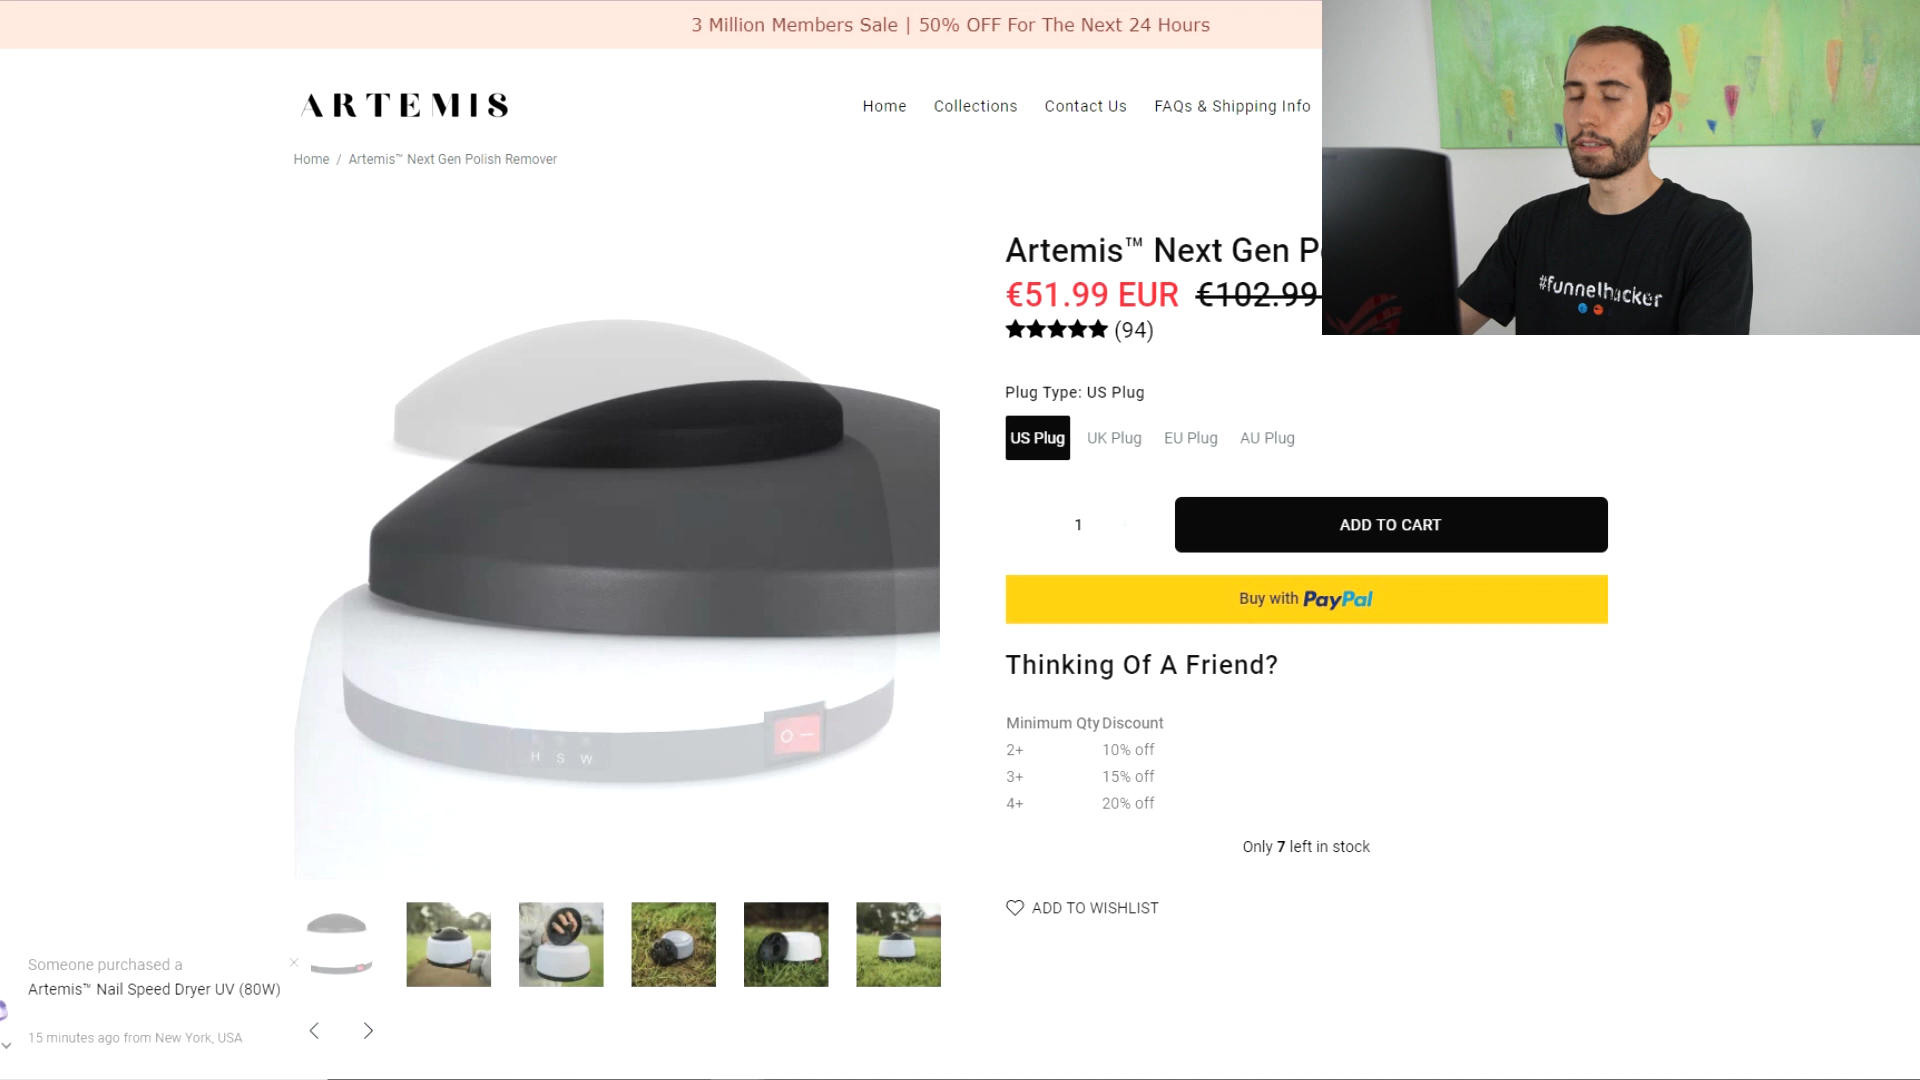 3 Million Members Sale | 50% OFF For The Next 24 Hours
ARTEMIS
Home Collections Contact Us FAQs & Shipping Info
Home / Artemis™ Next Gen Polish Remover
Artemis™ Next Gen
€51.99 EUR €102.99
(94)
#funnelhacker
Plug Type: US Plug
US Plug UK Plug EU Plug AU Plug
1
ADD TO CART
Buy with PayPal
Thinking Of A Friend?
Minimum Qty Discount
2+ 10% off
3+ 15% off
4+ 20% off
Only 7 left in stock
ADD TO WISHLIST
H S W
Someone purchased a
Artemis™ Nail Speed Dryer UV (80W)
15 minutes ago from New York, USA